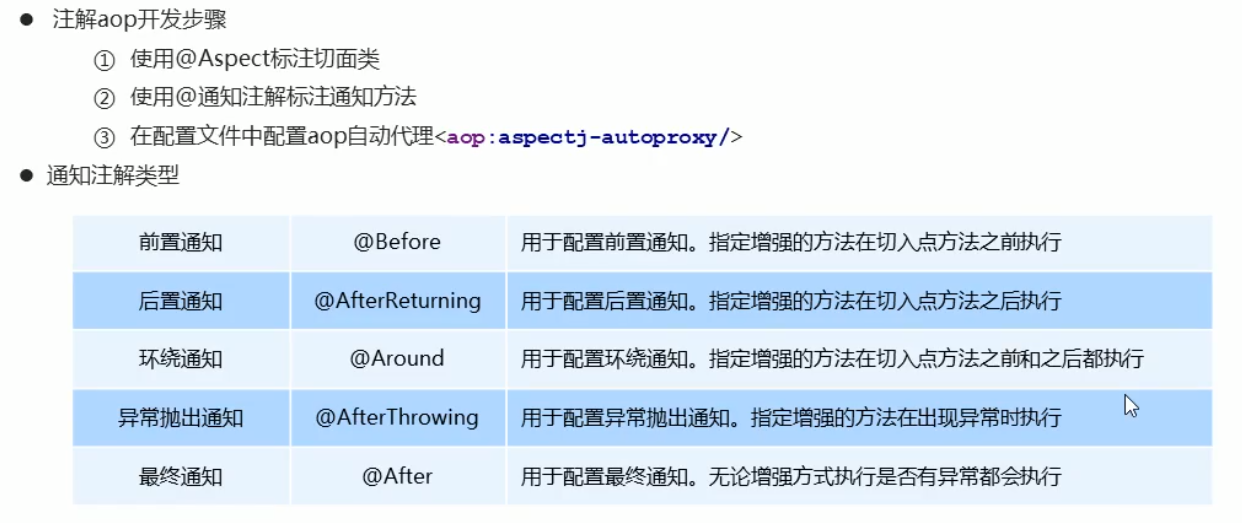 ● 注解aop开发步骤
① 使用@Aspect标注切面类
② 使用@通知注解标注通知方法
③ 在配置文件中配置aop自动代理<aop:aspectj-autoproxy/>
● 通知注解类型
前置通知 @Before 用于配置前置通知。指定增强的方法在切入点方法之前执行
后置通知 @AfterReturning 用于配置后置通知。指定增强的方法在切入点方法之后执行
环绕通知 @Around 用于配置环绕通知。指定增强的方法在切入点方法之前和之后都执行
异常抛出通知 @AfterThrowing 用于配置异常抛出通知。指定增强的方法在出现异常时执行
最终通知 @After 用于配置最终通知。无论增强方式执行是否有异常都会执行